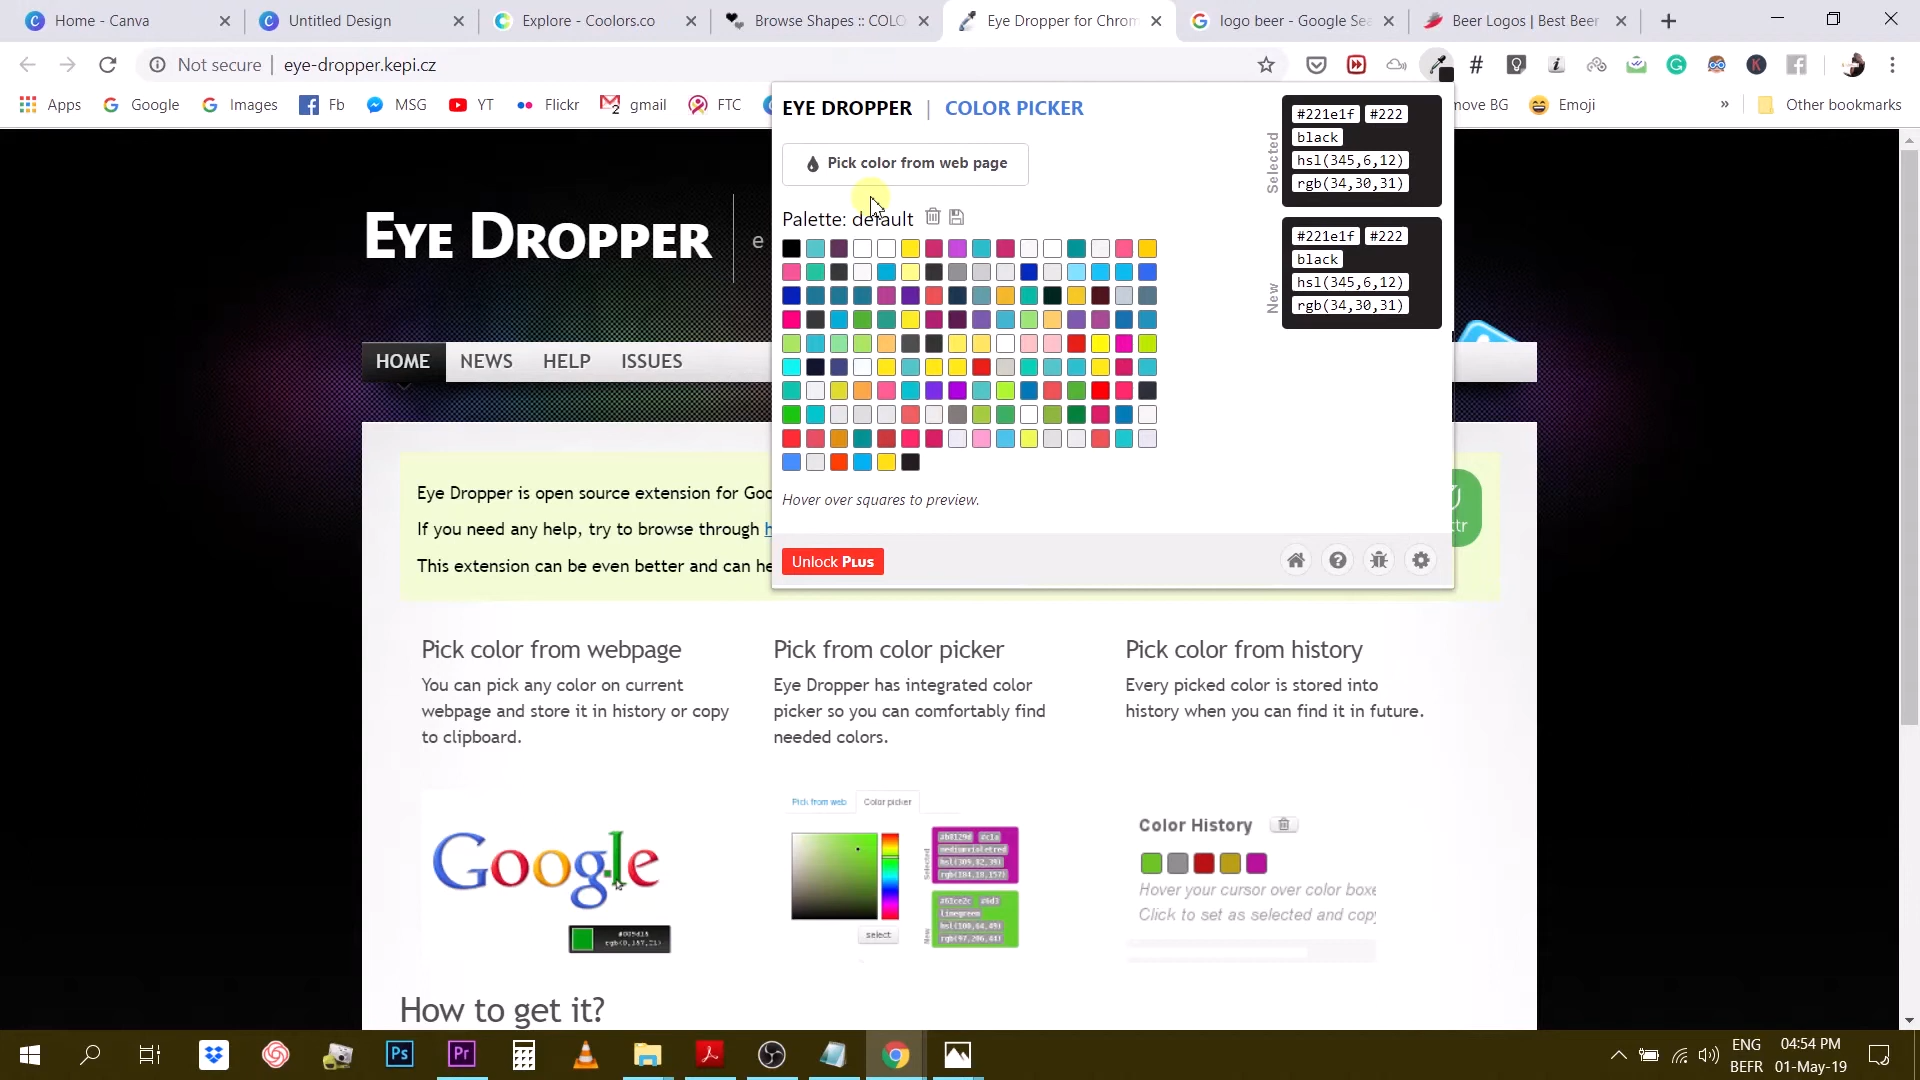 Home - Canva
Untitled Design
Explore - Coolors.co
Browse Shapes :: COLO
Eye Dropper for Chrom
logo beer - Google Sea
Beer Logos | Best Beer
Not secure
eye-dropper.kepi.cz
Apps
Google
Images
Fb
MSG
YT
Flickr
gmail
FTC
move BG
Emoji
»
Other bookmarks
EYE DROPPER | COLOR PICKER
Pick color from web page
Palette: default
Hover over squares to preview.
Unlock PLUS
Selected
#221e1f #222
black
hsl(345,6,12)
rgb(34,30,31)
New
#221e1f #222
black
hsl(345,6,12)
rgb(34,30,31)
EYE DROPPER
e
HOME
NEWS
HELP
ISSUES
Eye Dropper is open source extension for Goo
If you need any help, try to browse through h
This extension can be even better and can he
ttr
Pick color from webpage
You can pick any color on current
webpage and store it in history or copy
to clipboard.
Google
Pick from color picker
Eye Dropper has integrated color
picker so you can comfortably find
needed colors.
Pick from web
Color picker
select
Pick color from history
Every picked color is stored into
history when you can find it in future.
Color History
Hover your cursor over color boxe
Click to set as selected and copy
How to get it?
Ps
Pr
ENG
BEFR
04:54 PM
01-May-19